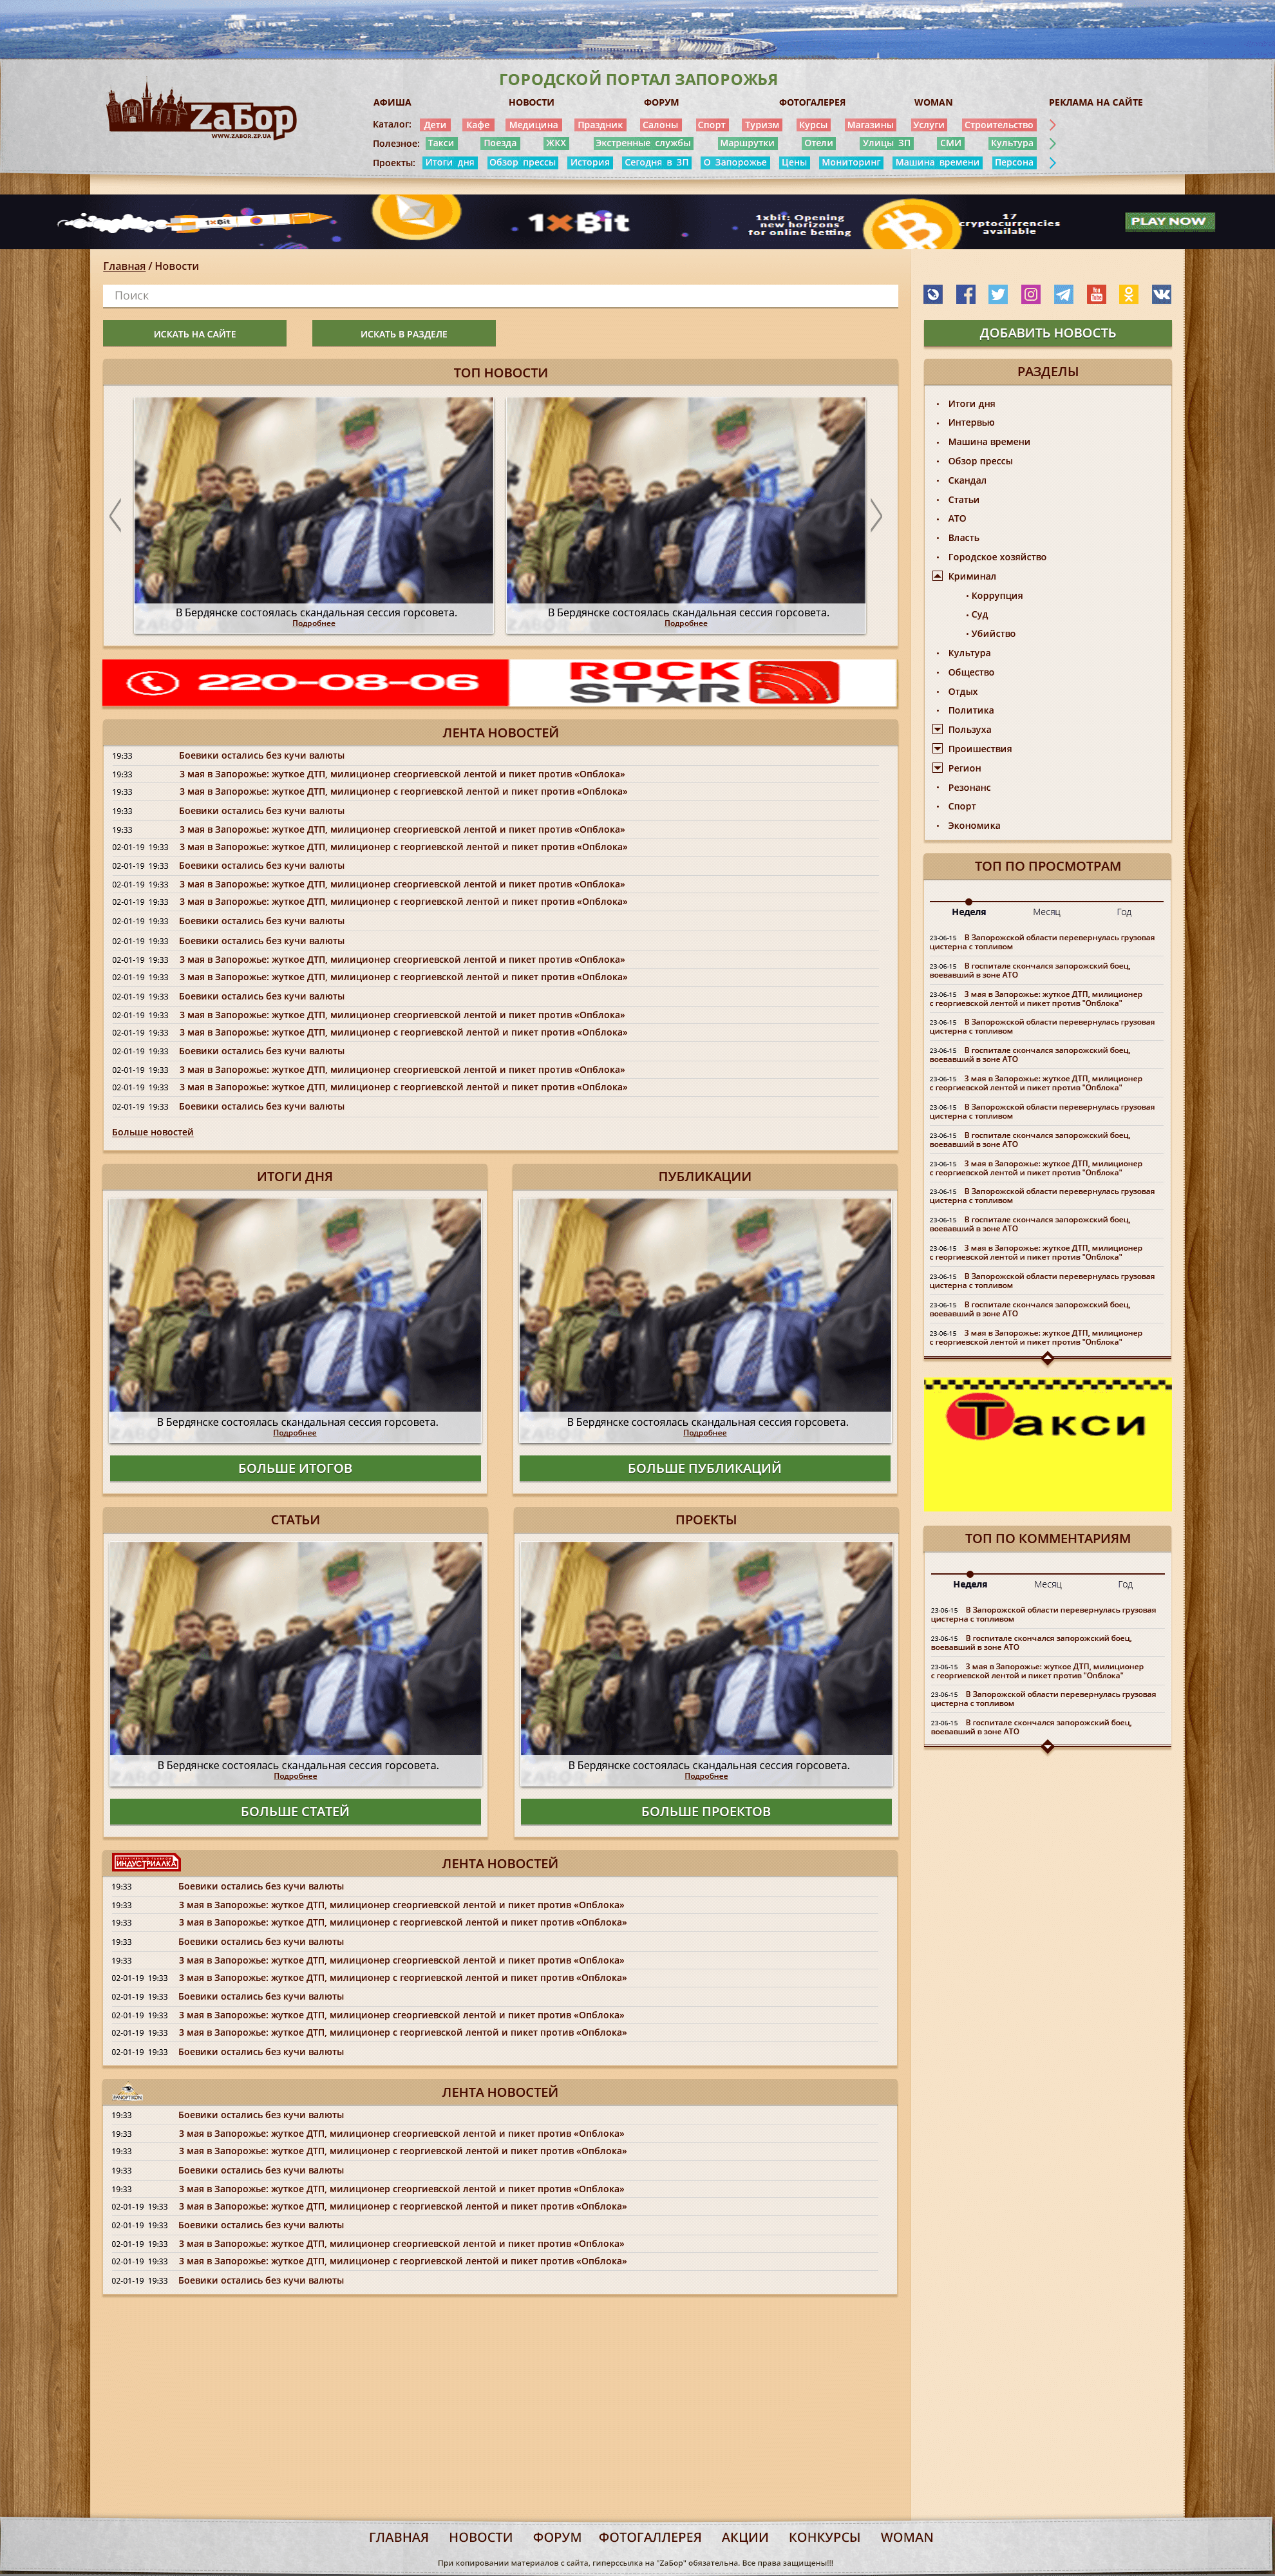 ГОРОДСКОЙ ПОРТАЛ ЗАПОРОЖЬЯ
ZаБор
WWW.ZABOR.ZP.UA
АФИША НОВОСТИ ФОРУМ ФОТОГАЛЕРЕЯ WOMAN РЕКЛАМА НА САЙТЕ
Каталог: Дети Кафе Медицина Праздник Салоны Спорт Туризм Курсы Магазины Услуги Строительство
Полезное: Такси Поезда ЖКХ Экстренные службы Маршрутки Отели Улицы ЗП СМИ Культура
Проекты: Итоги дня Обзор прессы История Сегодня в ЗП О Запорожье Цены Мониторинг Машина времени Персона
1xBit
1xBit
1xbit: Opening
new horizons
for online betting
17
cryptocurrencies
available
PLAY NOW
Главная / Новости
Поиск
ИСКАТЬ НА САЙТЕ
ИСКАТЬ В РАЗДЕЛЕ
ТОП НОВОСТИ
В Бердянске состоялась скандальная сессия горсовета.
Подробнее
В Бердянске состоялась скандальная сессия горсовета.
Подробнее
220-08-06
ROCK
STAR
ЛЕНТА НОВОСТЕЙ
19:33 Боевики остались без кучи валюты
19:33 3 мая в Запорожье: жуткое ДТП, милиционер сгеоргиевской лентой и пикет против «Опблока»
19:33 3 мая в Запорожье: жуткое ДТП, милиционер с георгиевской лентой и пикет против «Опблока»
19:33 Боевики остались без кучи валюты
19:33 3 мая в Запорожье: жуткое ДТП, милиционер сгеоргиевской лентой и пикет против «Опблока»
02-01-19 19:33 3 мая в Запорожье: жуткое ДТП, милиционер с георгиевской лентой и пикет против «Опблока»
02-01-19 19:33 Боевики остались без кучи валюты
02-01-19 19:33 3 мая в Запорожье: жуткое ДТП, милиционер сгеоргиевской лентой и пикет против «Опблока»
02-01-19 19:33 3 мая в Запорожье: жуткое ДТП, милиционер с георгиевской лентой и пикет против «Опблока»
02-01-19 19:33 Боевики остались без кучи валюты
02-01-19 19:33 Боевики остались без кучи валюты
02-01-19 19:33 3 мая в Запорожье: жуткое ДТП, милиционер сгеоргиевской лентой и пикет против «Опблока»
02-01-19 19:33 3 мая в Запорожье: жуткое ДТП, милиционер с георгиевской лентой и пикет против «Опблока»
02-01-19 19:33 Боевики остались без кучи валюты
02-01-19 19:33 3 мая в Запорожье: жуткое ДТП, милиционер сгеоргиевской лентой и пикет против «Опблока»
02-01-19 19:33 3 мая в Запорожье: жуткое ДТП, милиционер с георгиевской лентой и пикет против «Опблока»
02-01-19 19:33 Боевики остались без кучи валюты
02-01-19 19:33 3 мая в Запорожье: жуткое ДТП, милиционер сгеоргиевской лентой и пикет против «Опблока»
02-01-19 19:33 3 мая в Запорожье: жуткое ДТП, милиционер с георгиевской лентой и пикет против «Опблока»
02-01-19 19:33 Боевики остались без кучи валюты
Больше новостей
ИТОГИ ДНЯ
В Бердянске состоялась скандальная сессия горсовета.
Подробнее
БОЛЬШЕ ИТОГОВ
ПУБЛИКАЦИИ
В Бердянске состоялась скандальная сессия горсовета.
Подробнее
БОЛЬШЕ ПУБЛИКАЦИЙ
СТАТЬИ
В Бердянске состоялась скандальная сессия горсовета.
Подробнее
БОЛЬШЕ СТАТЕЙ
ПРОЕКТЫ
В Бердянске состоялась скандальная сессия горсовета.
Подробнее
БОЛЬШЕ ПРОЕКТОВ
ИНДУСТРИАЛКА
ЛЕНТА НОВОСТЕЙ
19:33 Боевики остались без кучи валюты
19:33 3 мая в Запорожье: жуткое ДТП, милиционер сгеоргиевской лентой и пикет против «Опблока»
19:33 3 мая в Запорожье: жуткое ДТП, милиционер с георгиевской лентой и пикет против «Опблока»
19:33 Боевики остались без кучи валюты
19:33 3 мая в Запорожье: жуткое ДТП, милиционер сгеоргиевской лентой и пикет против «Опблока»
02-01-19 19:33 3 мая в Запорожье: жуткое ДТП, милиционер с георгиевской лентой и пикет против «Опблока»
02-01-19 19:33 Боевики остались без кучи валюты
02-01-19 19:33 3 мая в Запорожье: жуткое ДТП, милиционер сгеоргиевской лентой и пикет против «Опблока»
02-01-19 19:33 3 мая в Запорожье: жуткое ДТП, милиционер с георгиевской лентой и пикет против «Опблока»
02-01-19 19:33 Боевики остались без кучи валюты
PANOPTIKON
ЛЕНТА НОВОСТЕЙ
19:33 Боевики остались без кучи валюты
19:33 3 мая в Запорожье: жуткое ДТП, милиционер сгеоргиевской лентой и пикет против «Опблока»
19:33 3 мая в Запорожье: жуткое ДТП, милиционер с георгиевской лентой и пикет против «Опблока»
19:33 Боевики остались без кучи валюты
19:33 3 мая в Запорожье: жуткое ДТП, милиционер сгеоргиевской лентой и пикет против «Опблока»
02-01-19 19:33 3 мая в Запорожье: жуткое ДТП, милиционер с георгиевской лентой и пикет против «Опблока»
02-01-19 19:33 Боевики остались без кучи валюты
02-01-19 19:33 3 мая в Запорожье: жуткое ДТП, милиционер сгеоргиевской лентой и пикет против «Опблока»
02-01-19 19:33 3 мая в Запорожье: жуткое ДТП, милиционер с георгиевской лентой и пикет против «Опблока»
02-01-19 19:33 Боевики остались без кучи валюты
You Tube
ДОБАВИТЬ НОВОСТЬ
РАЗДЕЛЫ
• Итоги дня
• Интервью
• Машина времени
• Обзор прессы
• Скандал
• Статьи
• АТО
• Власть
• Городское хозяйство
Криминал
• Коррупция
• Суд
• Убийство
• Культура
• Общество
• Отдых
• Политика
Пользуха
Проишествия
Регион
• Резонанс
• Спорт
• Экономика
ТОП ПО ПРОСМОТРАМ
Неделя Месяц Год
23-06-15 В Запорожской области перевернулась грузовая
цистерна с топливом
23-06-15 В госпитале скончался запорожский боец,
воевавший в зоне АТО
23-06-15 3 мая в Запорожье: жуткое ДТП, милиционер
с георгиевской лентой и пикет против "Опблока"
23-06-15 В Запорожской области перевернулась грузовая
цистерна с топливом
23-06-15 В госпитале скончался запорожский боец,
воевавший в зоне АТО
23-06-15 3 мая в Запорожье: жуткое ДТП, милиционер
с георгиевской лентой и пикет против "Опблока"
23-06-15 В Запорожской области перевернулась грузовая
цистерна с топливом
23-06-15 В госпитале скончался запорожский боец,
воевавший в зоне АТО
23-06-15 3 мая в Запорожье: жуткое ДТП, милиционер
с георгиевской лентой и пикет против "Опблока"
23-06-15 В Запорожской области перевернулась грузовая
цистерна с топливом
23-06-15 В госпитале скончался запорожский боец,
воевавший в зоне АТО
23-06-15 3 мая в Запорожье: жуткое ДТП, милиционер
с георгиевской лентой и пикет против "Опблока"
23-06-15 В Запорожской области перевернулась грузовая
цистерна с топливом
23-06-15 В госпитале скончался запорожский боец,
воевавший в зоне АТО
23-06-15 3 мая в Запорожье: жуткое ДТП, милиционер
с георгиевской лентой и пикет против "Опблока"
Такси
ТОП ПО КОММЕНТАРИЯМ
Неделя Месяц Год
23-06-15 В Запорожской области перевернулась грузовая
цистерна с топливом
23-06-15 В госпитале скончался запорожский боец,
воевавший в зоне АТО
23-06-15 3 мая в Запорожье: жуткое ДТП, милиционер
с георгиевской лентой и пикет против "Опблока"
23-06-15 В Запорожской области перевернулась грузовая
цистерна с топливом
23-06-15 В госпитале скончался запорожский боец,
воевавший в зоне АТО
ГЛАВНАЯ НОВОСТИ ФОРУМ ФОТОГАЛЛЕРЕЯ АКЦИИ КОНКУРСЫ WOMAN
При копировании материалов с сайта, гиперссылка на "ZаБор" обязательна. Все права защищены!!!